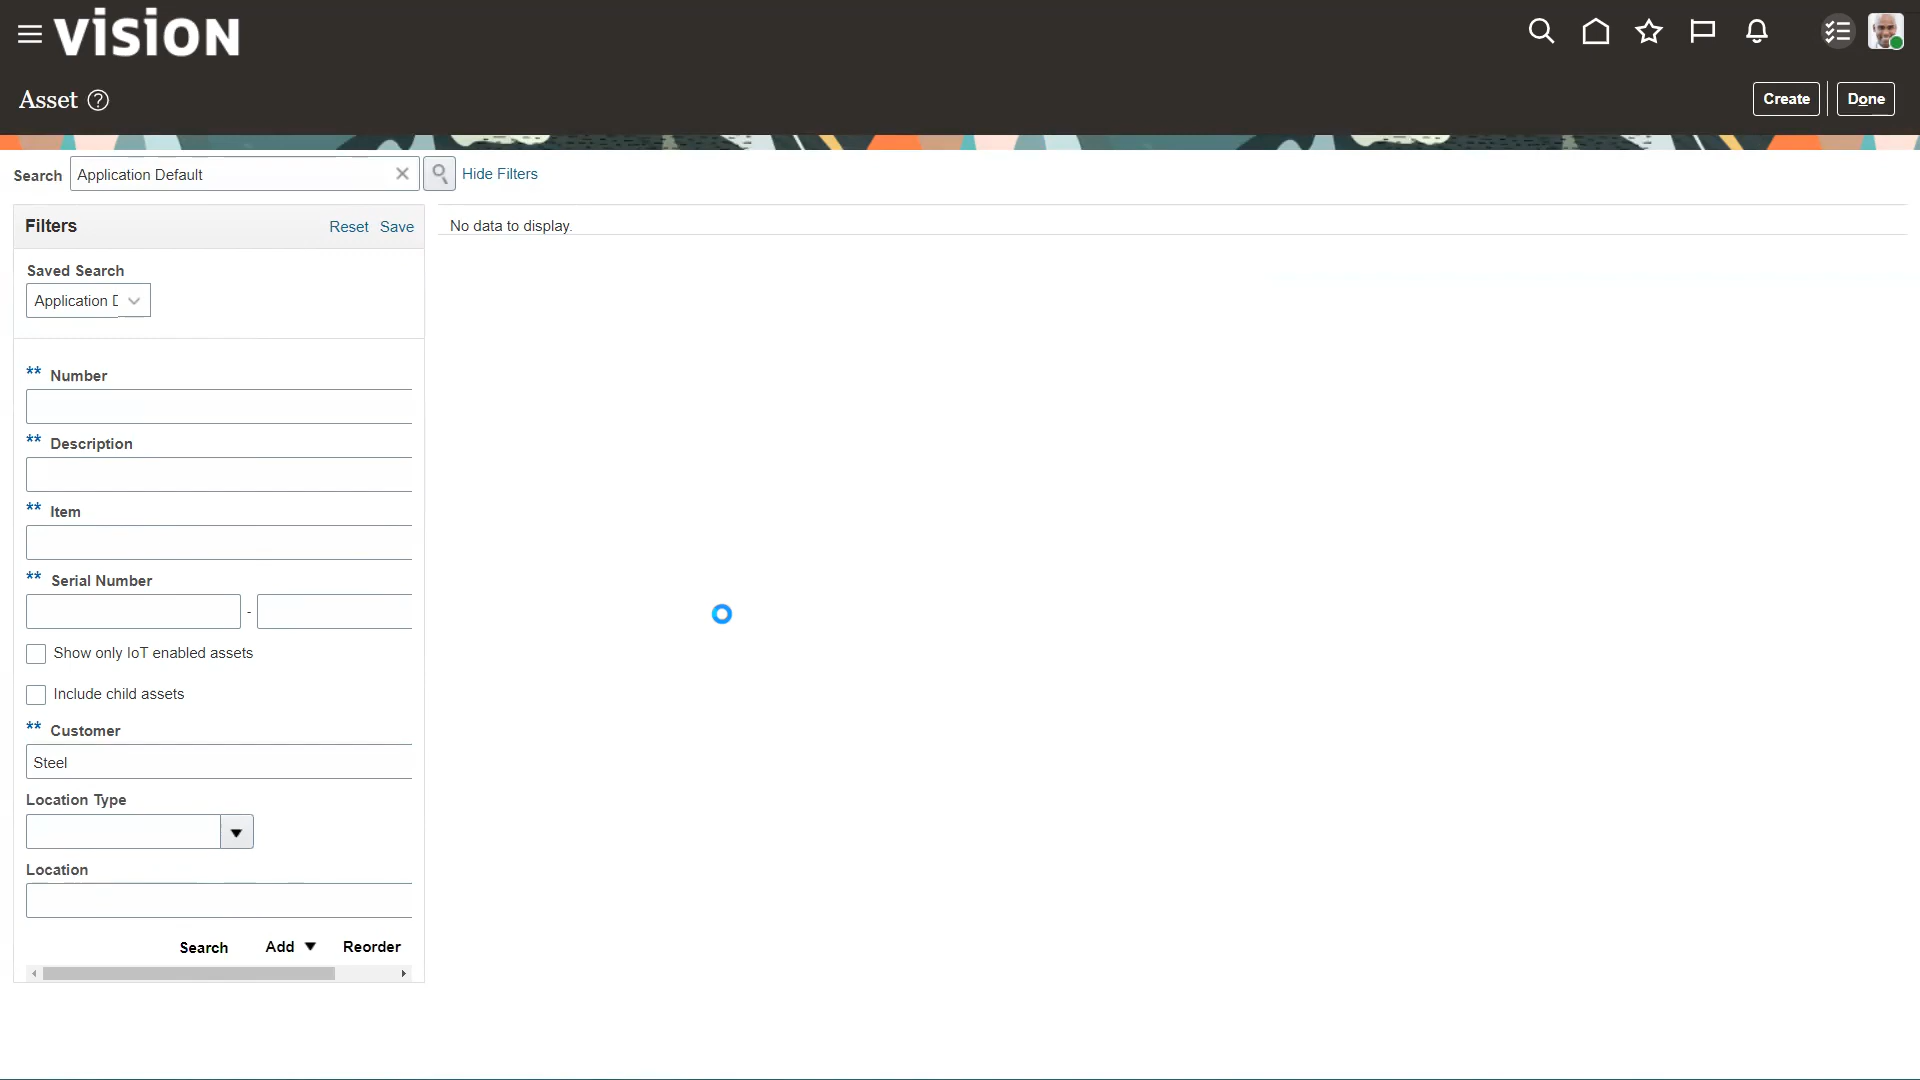 vision
Asset ?
Create Done
Search Application Default Hide Filters
Filters Reset Save
No data to display.
Saved Search
Application D
** Number
** Description
** Item
** Serial Number
-
Show only IoT enabled assets
Include child assets
** Customer
Steel
Location Type
Location
Search Add Reorder